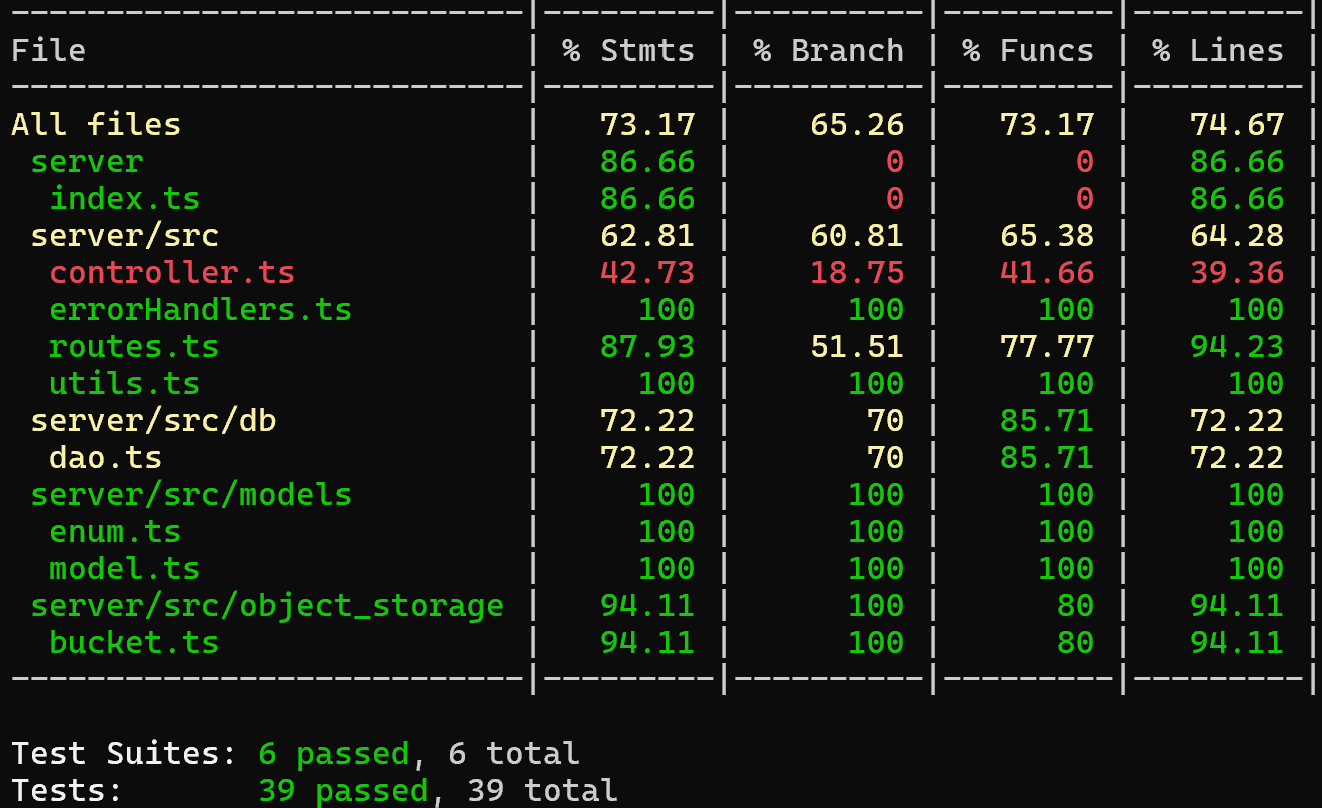 ---------------------------|---------|----------|---------|---------|
File                       | % Stmts | % Branch | % Funcs | % Lines |
---------------------------|---------|----------|---------|---------|
All files                  |   73.17 |    65.26 |   73.17 |   74.67 |
 server                    |   86.66 |        0 |       0 |   86.66 |
  index.ts                 |   86.66 |        0 |       0 |   86.66 |
 server/src                |   62.81 |    60.81 |   65.38 |   64.28 |
  controller.ts            |   42.73 |    18.75 |   41.66 |   39.36 |
  errorHandlers.ts         |     100 |      100 |     100 |     100 |
  routes.ts                |   87.93 |    51.51 |   77.77 |   94.23 |
  utils.ts                 |     100 |      100 |     100 |     100 |
 server/src/db             |   72.22 |       70 |   85.71 |   72.22 |
  dao.ts                   |   72.22 |       70 |   85.71 |   72.22 |
 server/src/models         |     100 |      100 |     100 |     100 |
  enum.ts                  |     100 |      100 |     100 |     100 |
  model.ts                 |     100 |      100 |     100 |     100 |
 server/src/object_storage |   94.11 |      100 |      80 |   94.11 |
  bucket.ts                |   94.11 |      100 |      80 |   94.11 |
---------------------------|---------|----------|---------|---------|

Test Suites: 6 passed, 6 total
Tests:       39 passed, 39 total